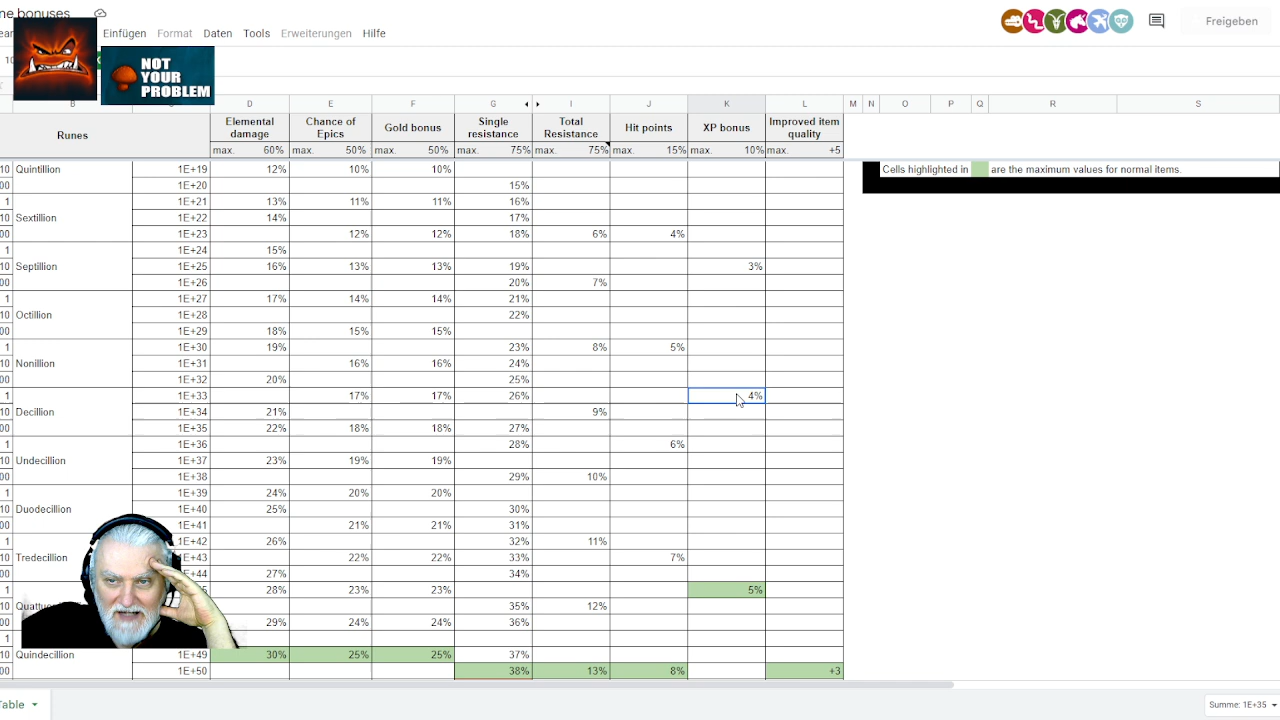 ne bonuses
ear
Einfügen Format Daten Tools Erweiterungen Hilfe
Freigeben
10
NOT
YOUR
PROBLEM
B D E F G I J K L M N O P Q R S
Runes Elemental damage Chance of Epics Gold bonus Single resistance Total Resistance Hit points XP bonus Improved item quality
max. 60% max. 50% max. 50% max. 75% max. 75% max. 15% max. 10% max. +5
10 Quintillion 1E+19 12% 10% 10% Cells highlighted in are the maximum values for normal items.
00 1E+20 15%
1 1E+21 13% 11% 11% 16%
10 Sextillion 1E+22 14% 17%
00 1E+23 12% 12% 18% 6% 4%
1 1E+24 15%
10 Septillion 1E+25 16% 13% 13% 19% 3%
00 1E+26 20% 7%
1 1E+27 17% 14% 14% 21%
10 Octillion 1E+28 22%
00 1E+29 18% 15% 15%
1 1E+30 19% 23% 8% 5%
10 Nonillion 1E+31 16% 16% 24%
00 1E+32 20% 25%
1 1E+33 17% 17% 26% 4%
10 Decillion 1E+34 21% 9%
00 1E+35 22% 18% 18% 27%
1 1E+36 28% 6%
10 Undecillion 1E+37 23% 19% 19%
00 1E+38 29% 10%
1 1E+39 24% 20% 20%
10 Duodecillion 1E+40 25% 30%
00 1E+41 21% 21% 31%
1 1E+42 26% 32% 11%
10 Tredecillion 1E+43 22% 22% 33% 7%
00 E+44 27% 34%
1 28% 23% 23% 5%
10 Quattu 35% 12%
00 29% 24% 24% 36%
1
10 Quindecillion 1E+49 30% 25% 25% 37%
00 1E+50 38% 13% 8% +3
Table
Summe: 1E+35